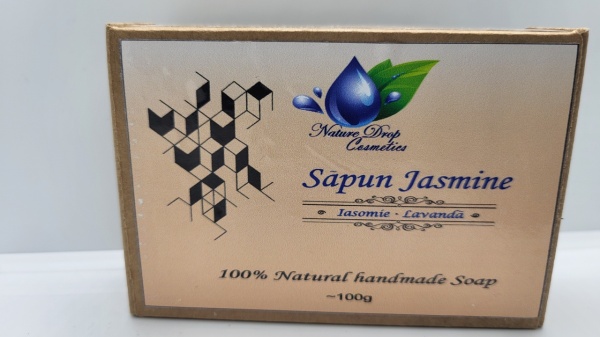 Nature Drop
Cosmetics
Săpun Jasmine
Iasomie - Lavandă
100% Natural handmade Soap
~100g